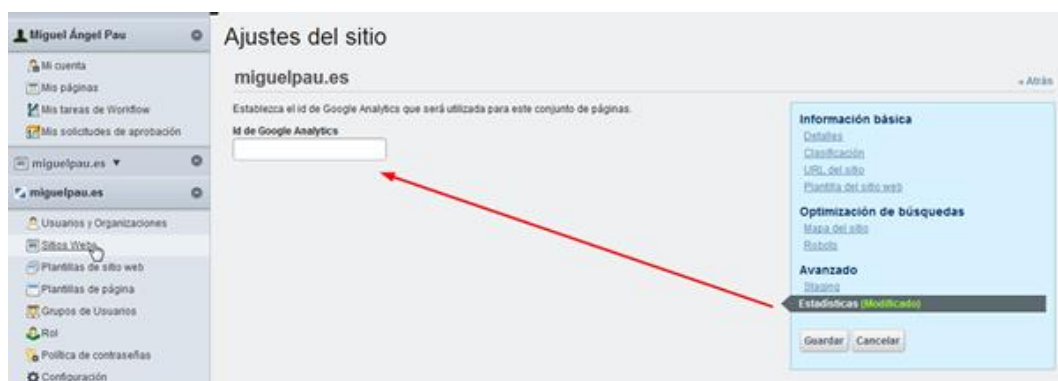 Miguel Ángel Pau
Mi cuenta
Mis páginas
Mis tareas de Workflow
Mis solicitudes de aprobación
miguelpau.es ▼
miguelpau.es
Usuarios y Organizaciones
Sitios Webs
Plantillas de sitio web
Plantillas de página
Grupos de Usuarios
Rol
Política de contraseñas
Configuración
Ajustes del sitio
miguelpau.es
« Atrás
Establezca el id de Google Analytics que será utilizada para este conjunto de páginas.
Id de Google Analytics
Información básica
Detalles
Clasificación
URL del sitio
Plantilla del sitio web
Optimización de búsquedas
Mapa del sitio
Robots
Avanzado
Staging
Estadísticas (Modificado)
Guardar Cancelar